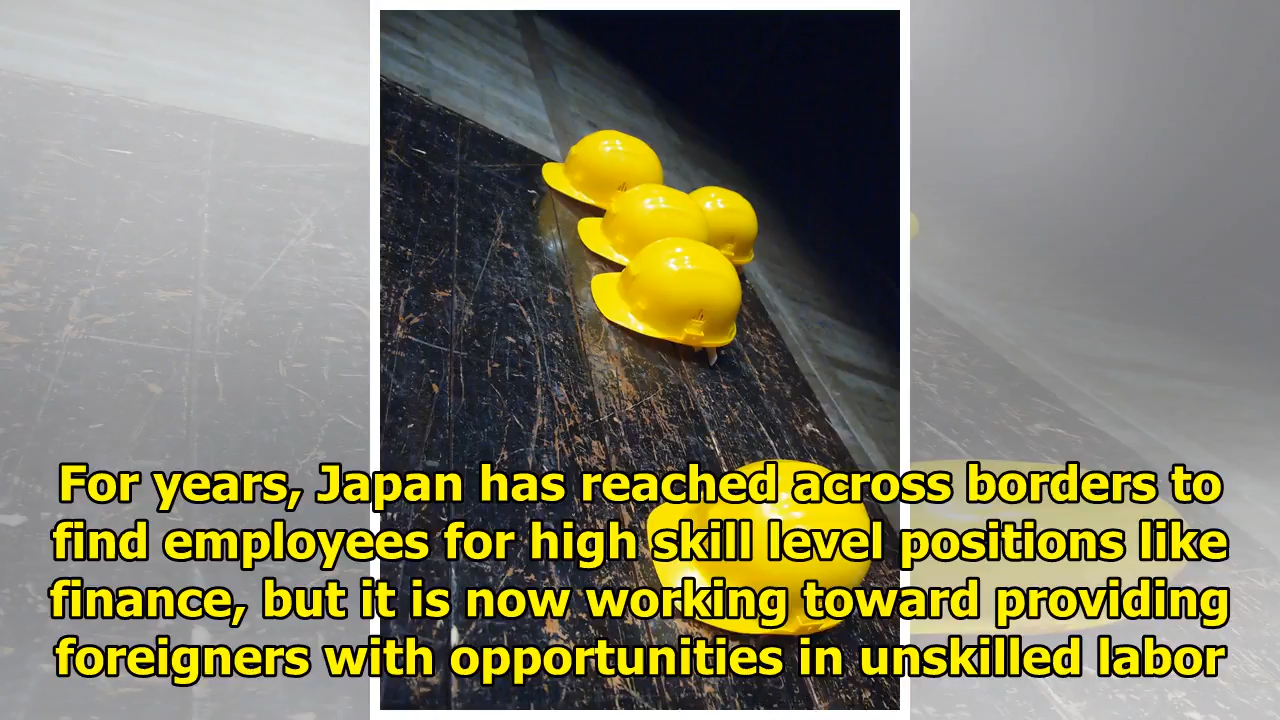 For years, Japan has reached across borders to
find employees for high skill level positions like
finance, but it is now working toward providing
foreigners with opportunities in unskilled labor